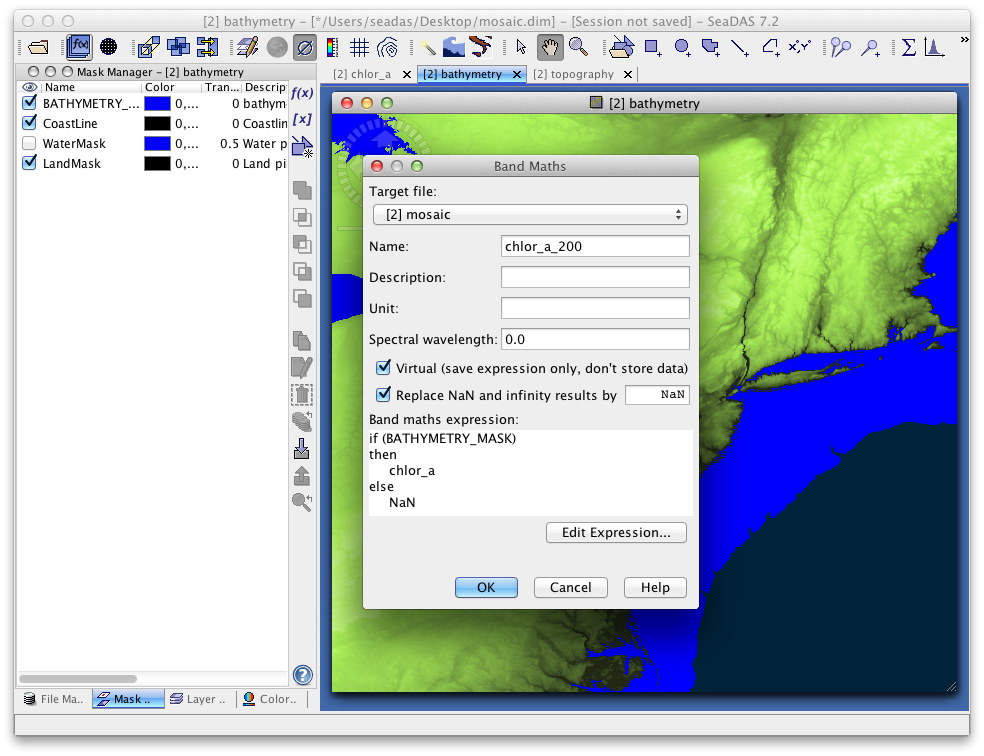 [2] bathymetry – [*/Users/seadas/Desktop/mosaic.dim] – [Session not saved] – SeaDAS 7.2
Mask Manager – [2] bathymetry
[2] chlor_a
[2] bathymetry
[2] topography
Name Color Tran... Descrip
BATHYMETRY_... 0,... 0 bathym
CoastLine 0,... 0 Coastlin
WaterMask 0,... 0.5 Water p
LandMask 0,... 0 Land pi
f(x)
[x]
[2] bathymetry
Band Maths
Target file:
[2] mosaic
Name: chlor_a_200
Description:
Unit:
Spectral wavelength: 0.0
Virtual (save expression only, don't store data)
Replace NaN and infinity results by NaN
Band maths expression:
if (BATHYMETRY_MASK)
then
chlor_a
else
NaN
Edit Expression...
OK Cancel Help
File Ma.. Mask .. Layer .. Color..